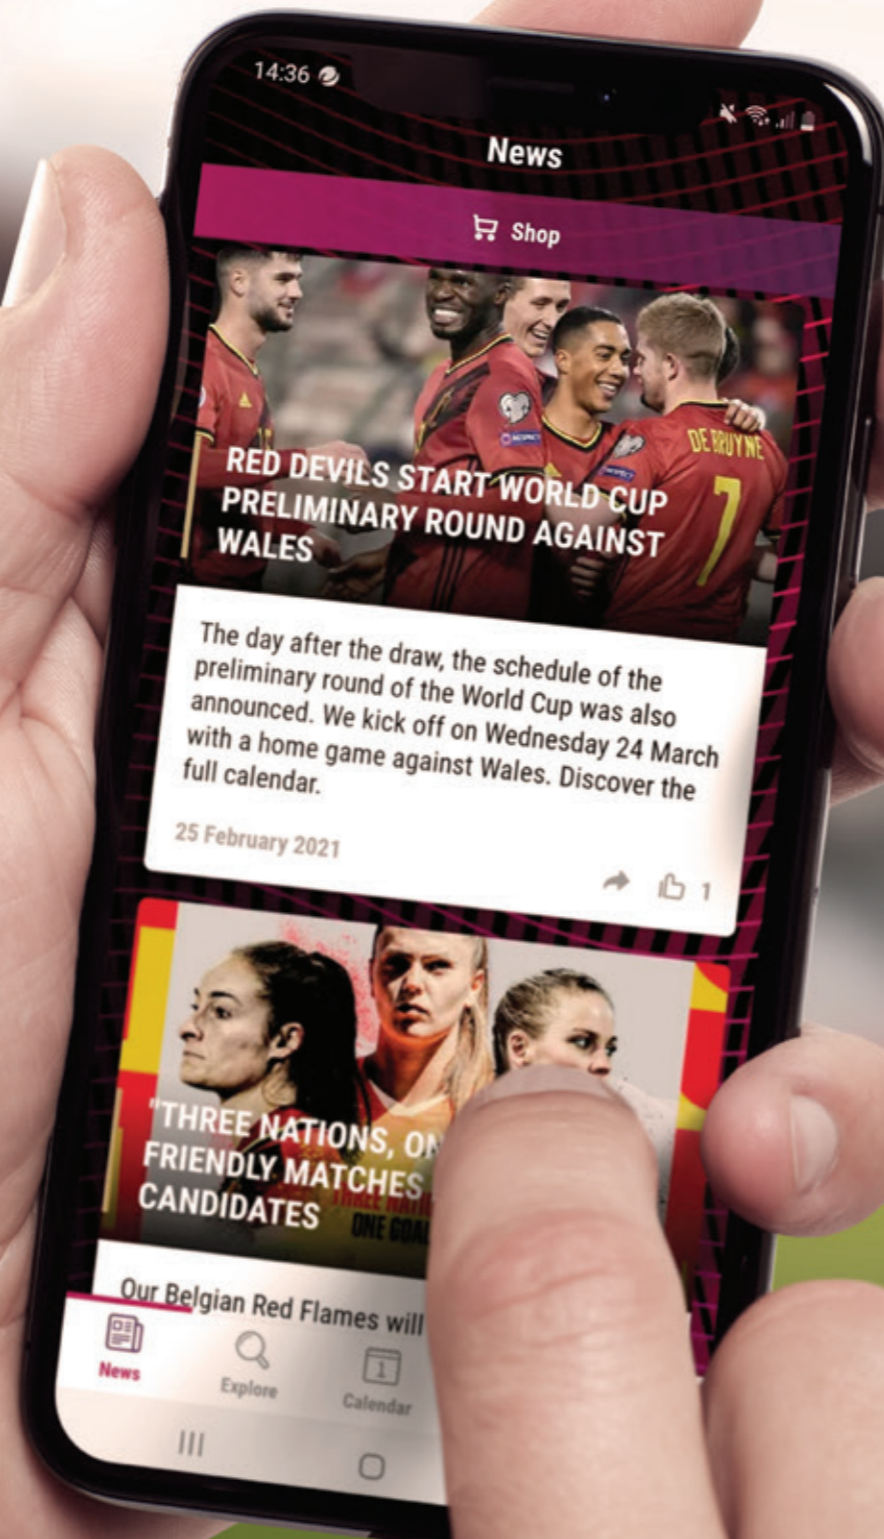 14:36
News
Shop
DE BRUYNE
7
RED DEVILS START WORLD CUP
PRELIMINARY ROUND AGAINST
WALES
The day after the draw, the schedule of the
preliminary round of the World Cup was also
announced. We kick off on Wednesday 24 March
with a home game against Wales. Discover the
full calendar.
25 February 2021
1
"THREE NATIONS,
FRIENDLY MATCHES
CANDIDATES
ONE
Our Belgian Red Flames will
News
Explore
1
Calendar